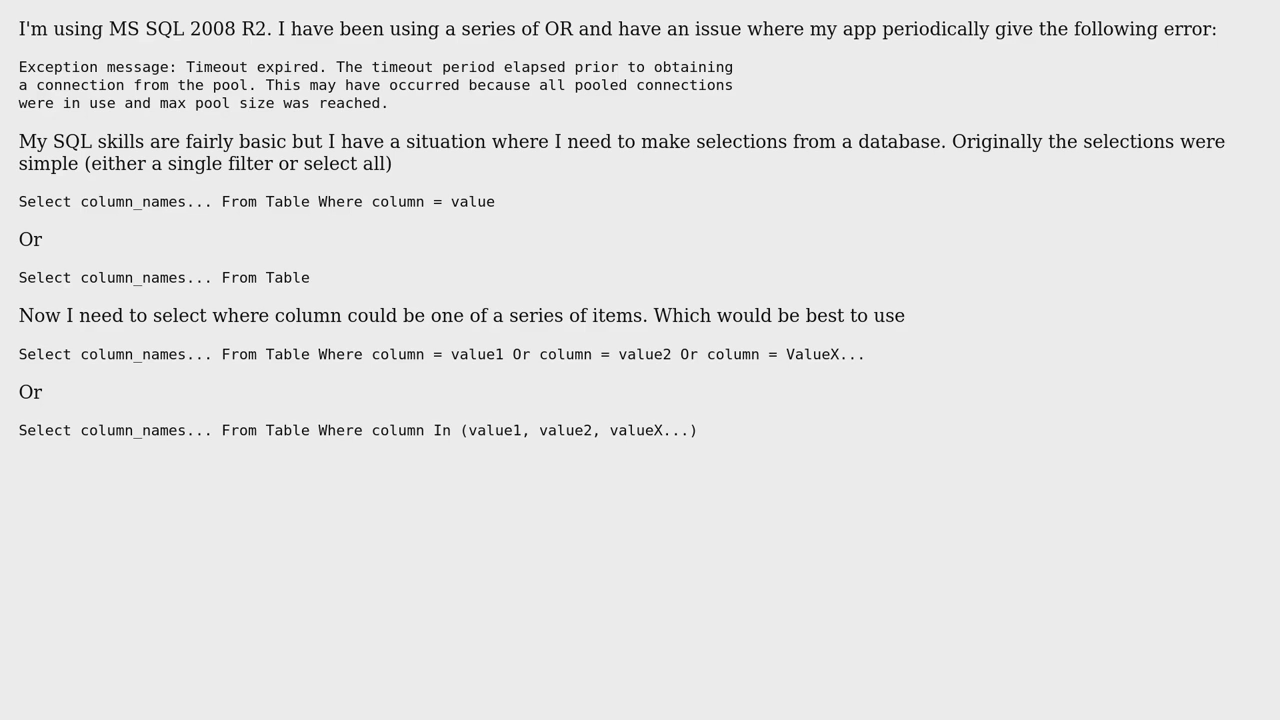 I'm using MS SQL 2008 R2. I have been using a series of OR and have an issue where my app periodically give the following error:
Exception message: Timeout expired. The timeout period elapsed prior to obtaining
a connection from the pool. This may have occurred because all pooled connections
were in use and max pool size was reached.
My SQL skills are fairly basic but I have a situation where I need to make selections from a database. Originally the selections were
simple (either a single filter or select all)
Select column_names... From Table Where column = value
Or
Select column_names... From Table
Now I need to select where column could be one of a series of items. Which would be best to use
Select column_names... From Table Where column = value1 Or column = value2 Or column = ValueX...
Or
Select column_names... From Table Where column In (value1, value2, valueX...)